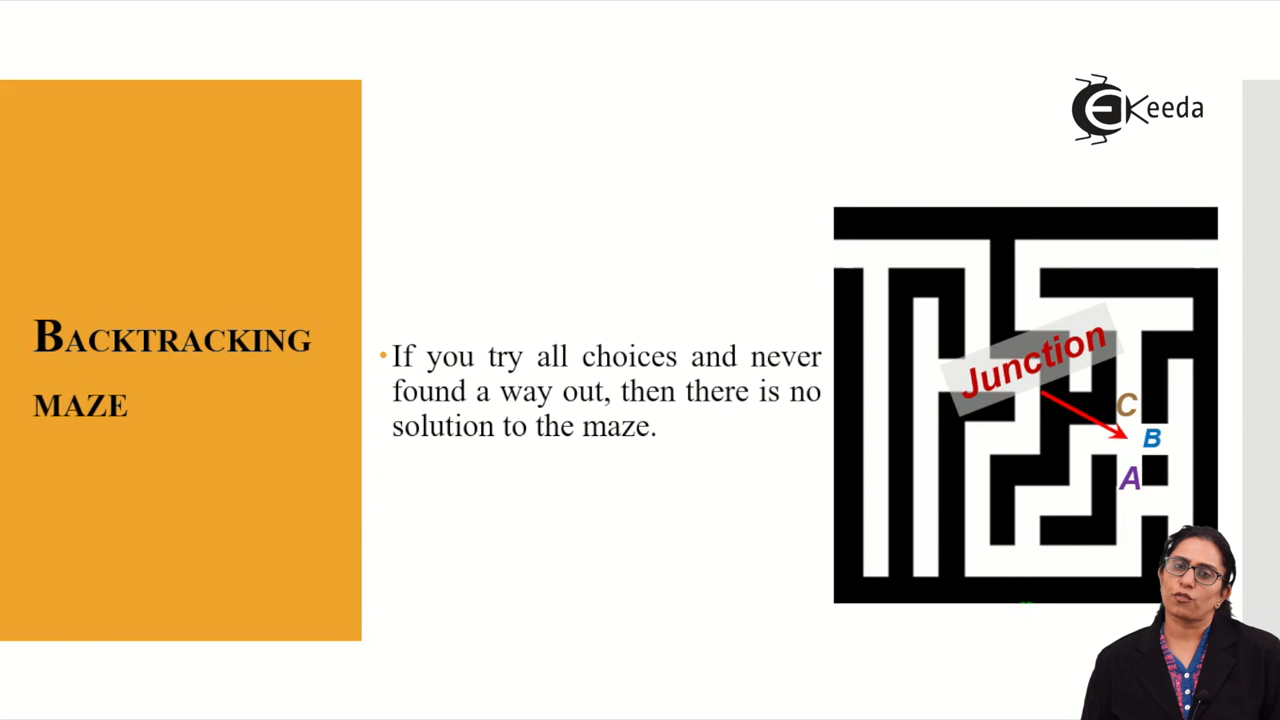 EKeeda
BACKTRACKING
MAZE
•If you try all choices and never
found a way out, then there is no
solution to the maze.
Junction
C
B
A